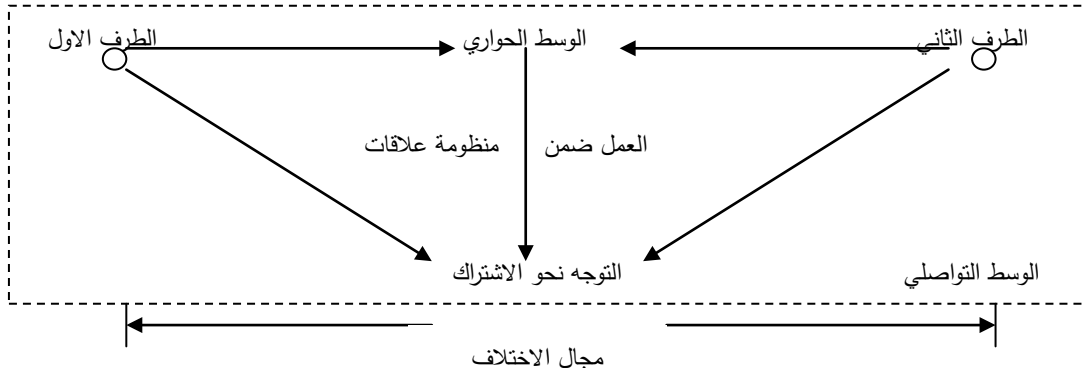 الطرف الثاني
الوسط الحواري
الطرف الاول
العمل ضمن
منظومة علاقات
التوجه نحو الاشتراك
الوسط التواصلي
مجال الاختلاف